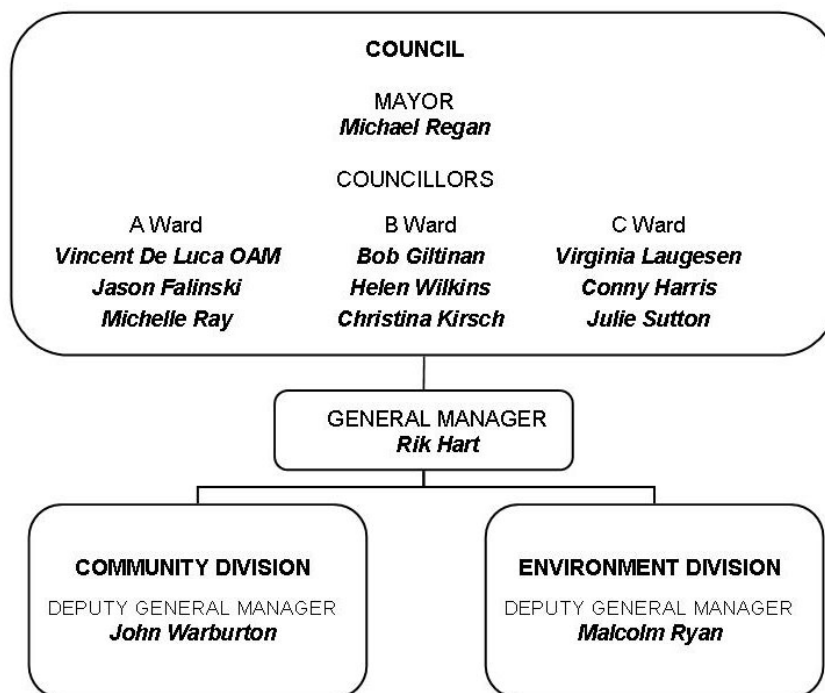 COUNCIL
MAYOR
Michael Regan
COUNCILLORS
A Ward
Vincent De Luca OAM
Jason Falinski
Michelle Ray
B Ward
Bob Giltinan
Helen Wilkins
Christina Kirsch
C Ward
Virginia Laugesen
Conny Harris
Julie Sutton
GENERAL MANAGER
Rik Hart
COMMUNITY DIVISION
DEPUTY GENERAL MANAGER
John Warburton
ENVIRONMENT DIVISION
DEPUTY GENERAL MANAGER
Malcolm Ryan